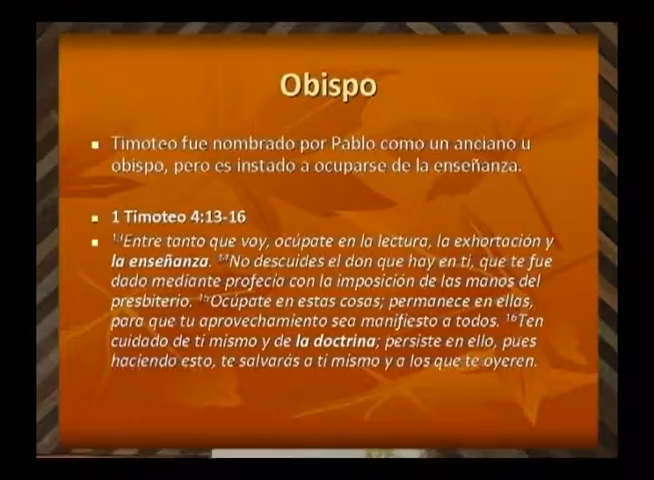 Obispo
Timoteo fue nombrado por Pablo como un anciano u
obispo, pero es instado a ocuparse de la enseñanza.
1 Timoteo 4:13-16
13Entre tanto que voy, ocúpate en la lectura, la exhortación y
la enseñanza. 14No descuides el don que hay en ti, que te fue
dado mediante profecía con la imposición de las manos del
presbiterio. 15Ocúpate en estas cosas; permanece en ellas,
para que tu aprovechamiento sea manifiesto a todos. 16Ten
cuidado de ti mismo y de la doctrina; persiste en ello, pues
haciendo esto, te salvarás a ti mismo y a los que te oyeren.